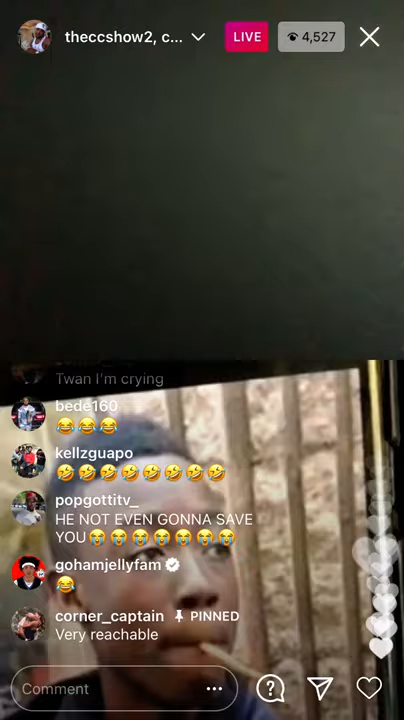 theccshow2, c...
LIVE
4,527
Twan I'm crying
bede160
😂😂😂
kellzguapo
🤣🤣🤣🤣🤣🤣🤣🤣
popgottitv_
HE NOT EVEN GONNA SAVE
YOU😭😭😭😭😭😭😭
gohamjellyfam
😂
corner_captain PINNED
Very reachable
Comment